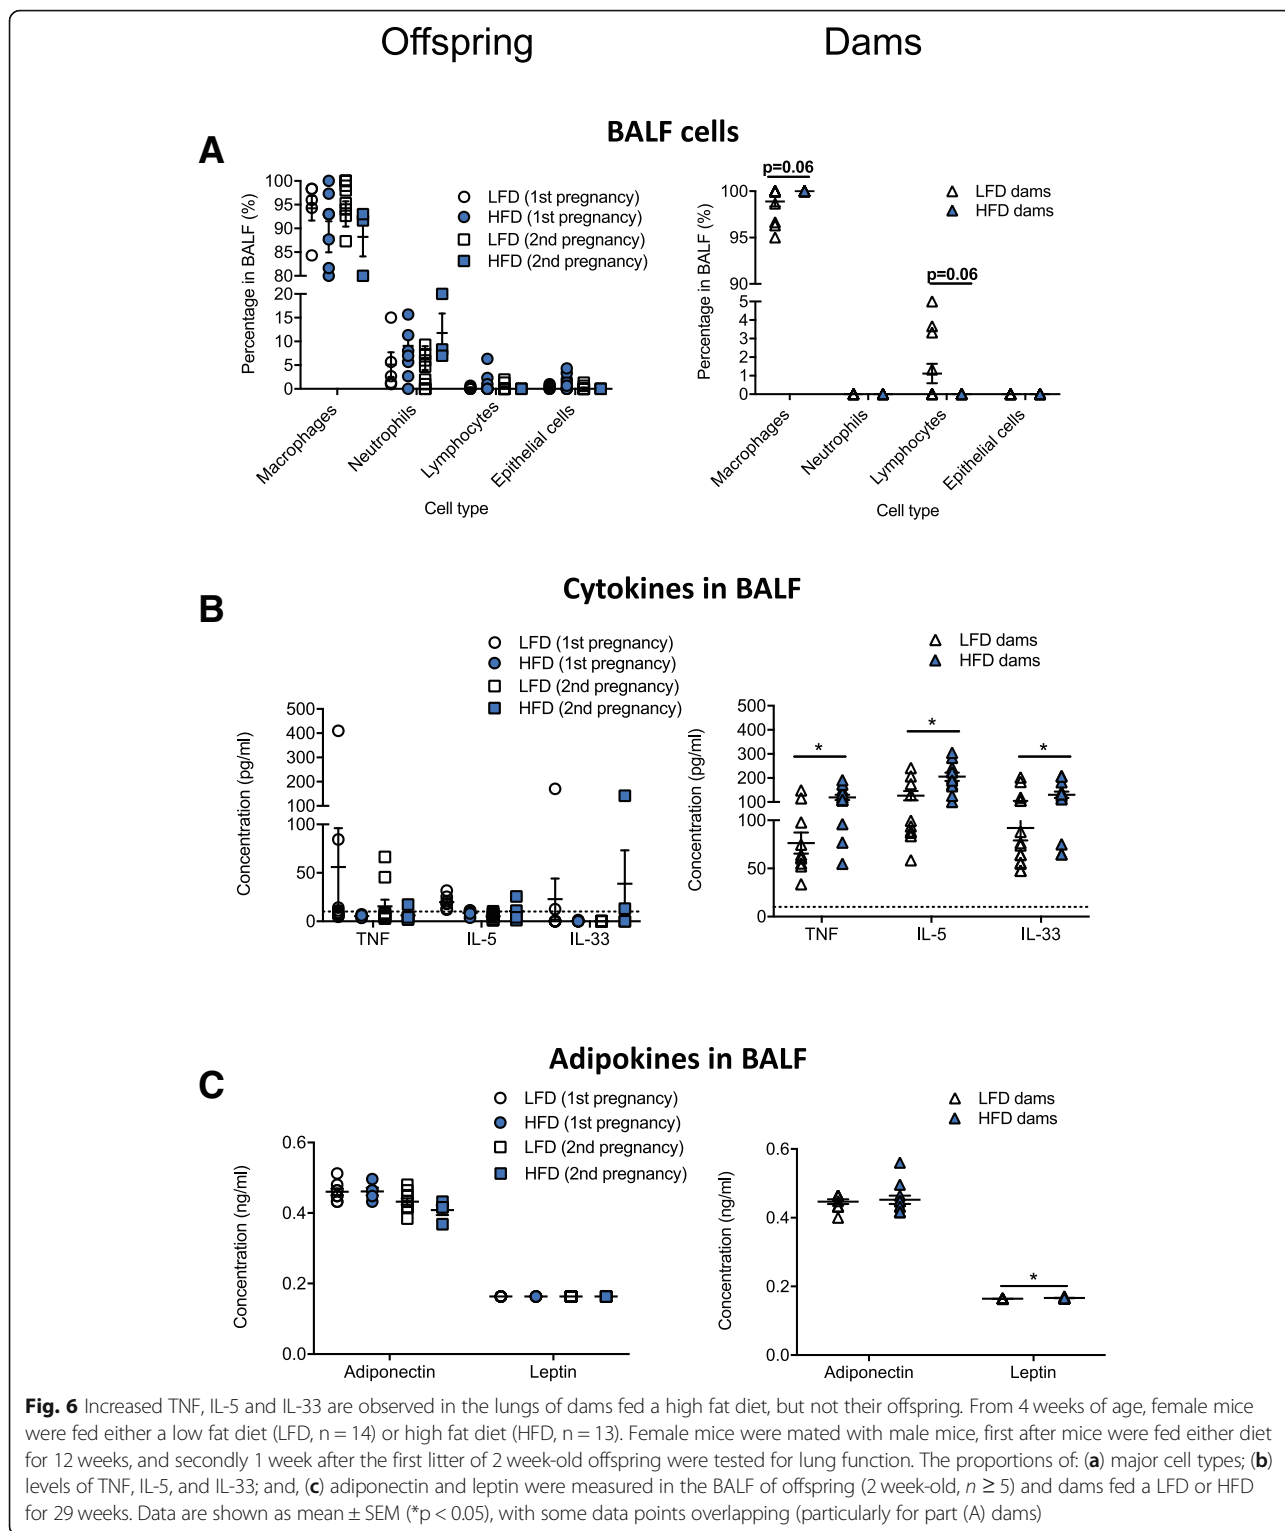 Offspring
Dams
BALF cells
A
Percentage in BALF (%)
100
95
90
85
80
20
15
10
5
0
LFD (1st pregnancy)
HFD (1st pregnancy)
LFD (2nd pregnancy)
HFD (2nd pregnancy)
Macrophages
Neutrophils
Lymphocytes
Epithelial cells
Cell type
Percentage in BALF (%)
p=0.06
100
95
90
5
4
3
2
1
0
p=0.06
LFD dams
HFD dams
Macrophages
Neutrophils
Lymphocytes
Epithelial cells
Cell type
Cytokines in BALF
B
LFD (1st pregnancy)
HFD (1st pregnancy)
LFD (2nd pregnancy)
HFD (2nd pregnancy)
Concentration (pg/ml)
500
400
300
200
100
100
50
0
TNF
IL-5
IL-33
LFD dams
HFD dams
Concentration (pg/ml)
500
400
300
200
100
100
50
0
*
*
*
TNF
IL-5
IL-33
Adipokines in BALF
C
LFD (1st pregnancy)
HFD (1st pregnancy)
LFD (2nd pregnancy)
HFD (2nd pregnancy)
Concentration (ng/ml)
0.6
0.4
0.2
0.0
Adiponectin
Leptin
LFD dams
HFD dams
Concentration (ng/ml)
0.6
0.4
0.2
0.0
*
Adiponectin
Leptin
Fig. 6 Increased TNF, IL-5 and IL-33 are observed in the lungs of dams fed a high fat diet, but not their offspring. From 4 weeks of age, female mice
were fed either a low fat diet (LFD, n = 14) or high fat diet (HFD, n = 13). Female mice were mated with male mice, first after mice were fed either diet
for 12 weeks, and secondly 1 week after the first litter of 2 week-old offspring were tested for lung function. The proportions of: (a) major cell types; (b)
levels of TNF, IL-5, and IL-33; and, (c) adiponectin and leptin were measured in the BALF of offspring (2 week-old, n ≥ 5) and dams fed a LFD or HFD
for 29 weeks. Data are shown as mean ± SEM (*p < 0.05), with some data points overlapping (particularly for part (A) dams)